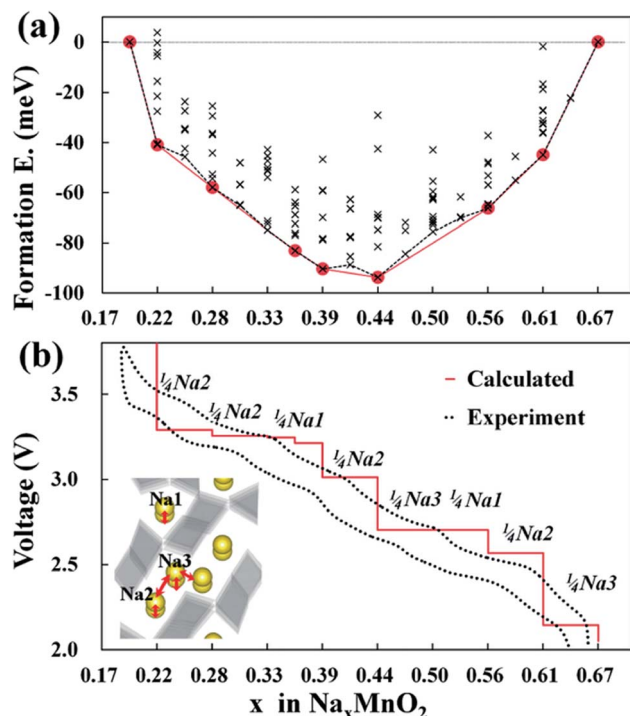 (a)
Formation E. (meV)
0
-20
-40
-60
-80
-100
0.17 0.22 0.28 0.33 0.39 0.44 0.50 0.56 0.61 0.67
(b)
Voltage (V)
3.5
3.0
2.5
2.0
Calculated
Experiment
¼Na2
¼Na2
¼Na1
¼Na2
¼Na3 ¼Na1
¼Na2
¼Na3
Na1
Na3
Na2
0.17 0.22 0.28 0.33 0.39 0.44 0.50 0.56 0.61 0.67
x in NaₓMnO₂